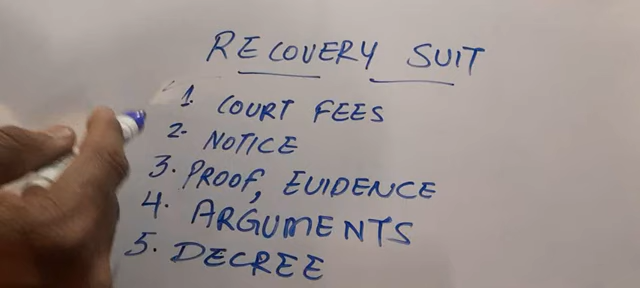 RECOVERY SUIT
1. COURT FEES
2- NOTICE
3. PROOF, EVIDENCE
4. ARGUMENTS
5. DECREE